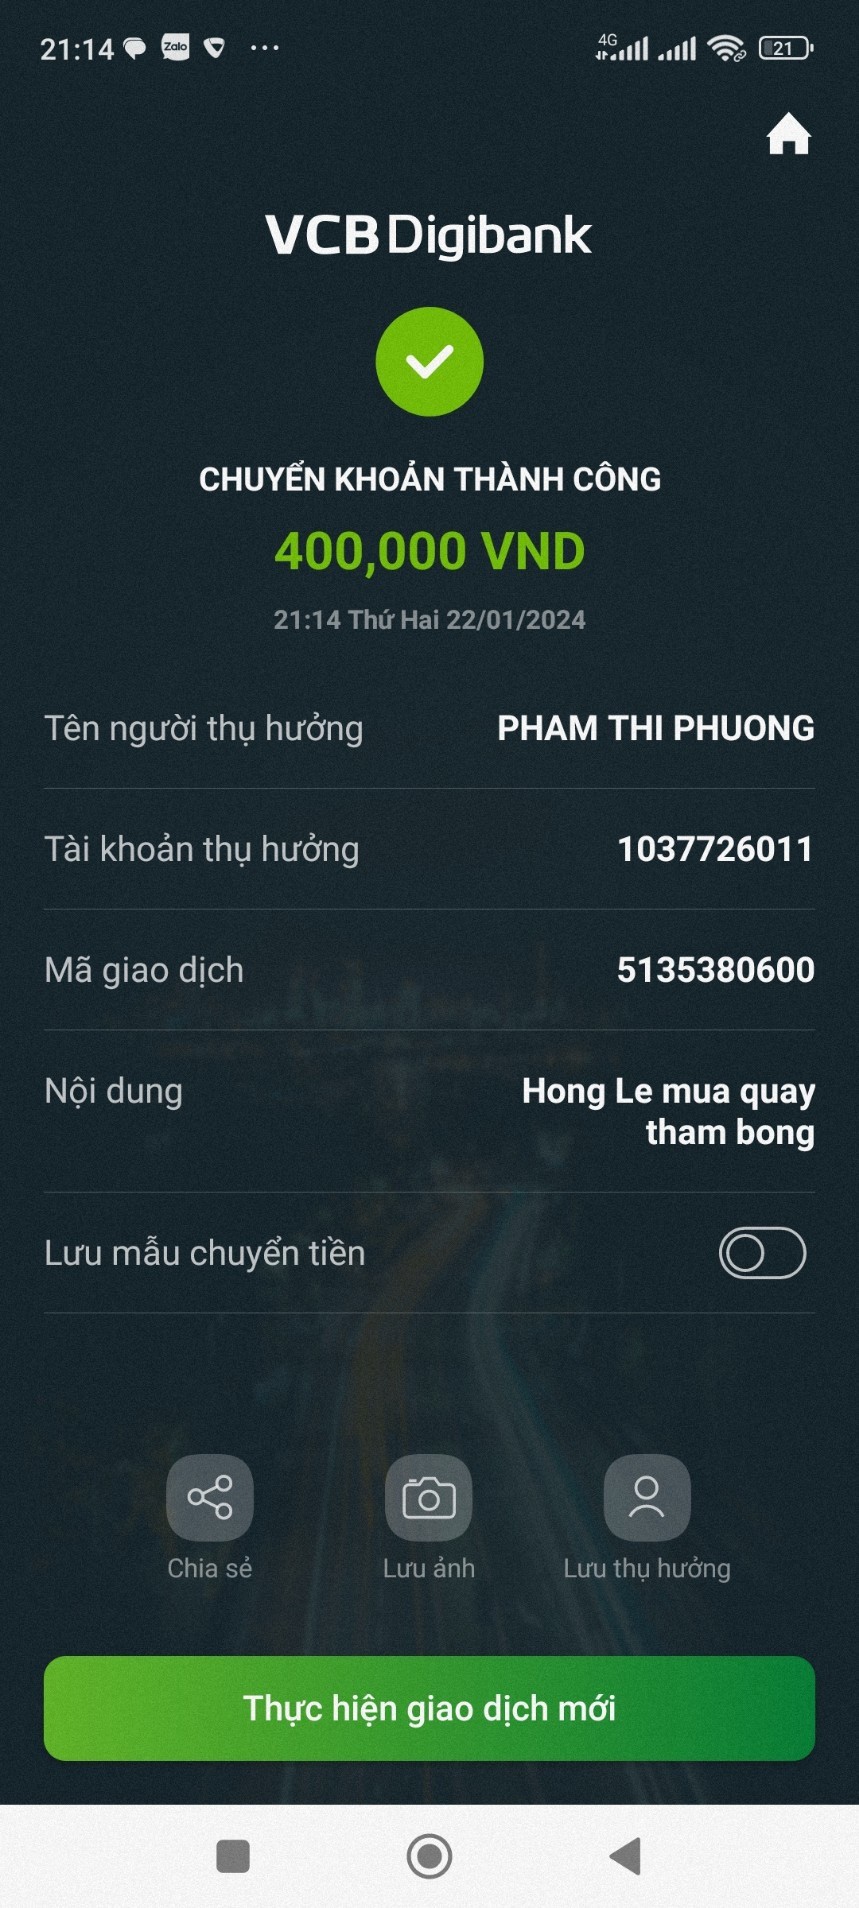 21:14 Zalo ... 4G 21
VCB Digibank
CHUYỂN KHOẢN THÀNH CÔNG
400,000 VND
21:14 Thứ Hai 22/01/2024
Tên người thụ hưởng PHAM THI PHUONG
Tài khoản thụ hưởng 1037726011
Mã giao dịch 5135380600
Nội dung Hong Le mua quay
tham bong
Lưu mẫu chuyển tiền
Chia sẻ Lưu ảnh Lưu thụ hưởng
Thực hiện giao dịch mới